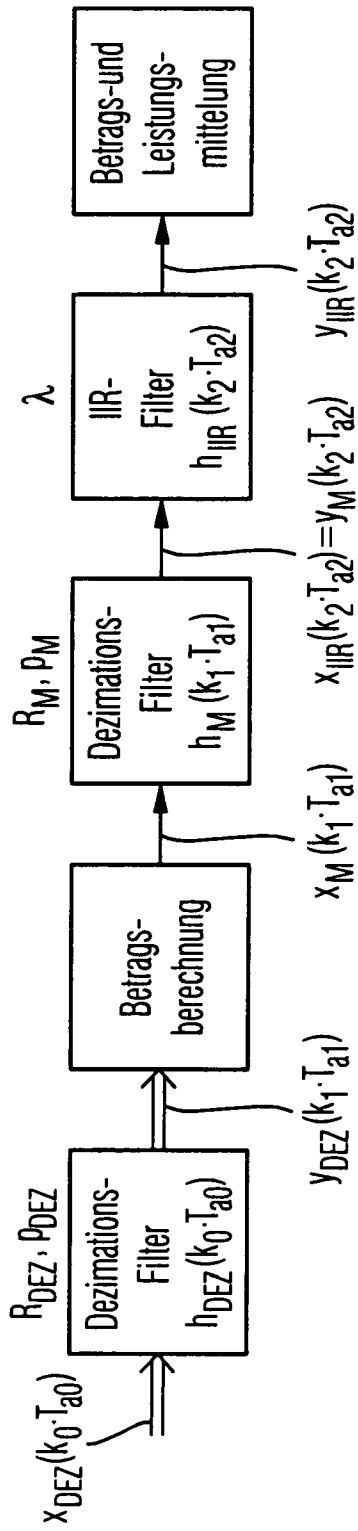 x_DEZ(k_0·T_a0)
R_DEZ, p_DEZ
Dezimations-
Filter
h_DEZ(k_0·T_a0)
y_DEZ(k_1·T_a1)
Betrags-
berechnung
x_M(k_1·T_a1)
R_M, p_M
Dezimations-
Filter
h_M(k_1·T_a1)
x_IIR(k_2·T_a2)=y_M(k_2·T_a2)
λ
IIR-
Filter
h_IIR(k_2·T_a2)
y_IIR(k_2·T_a2)
Betrags-und
Leistungs-
mittelung